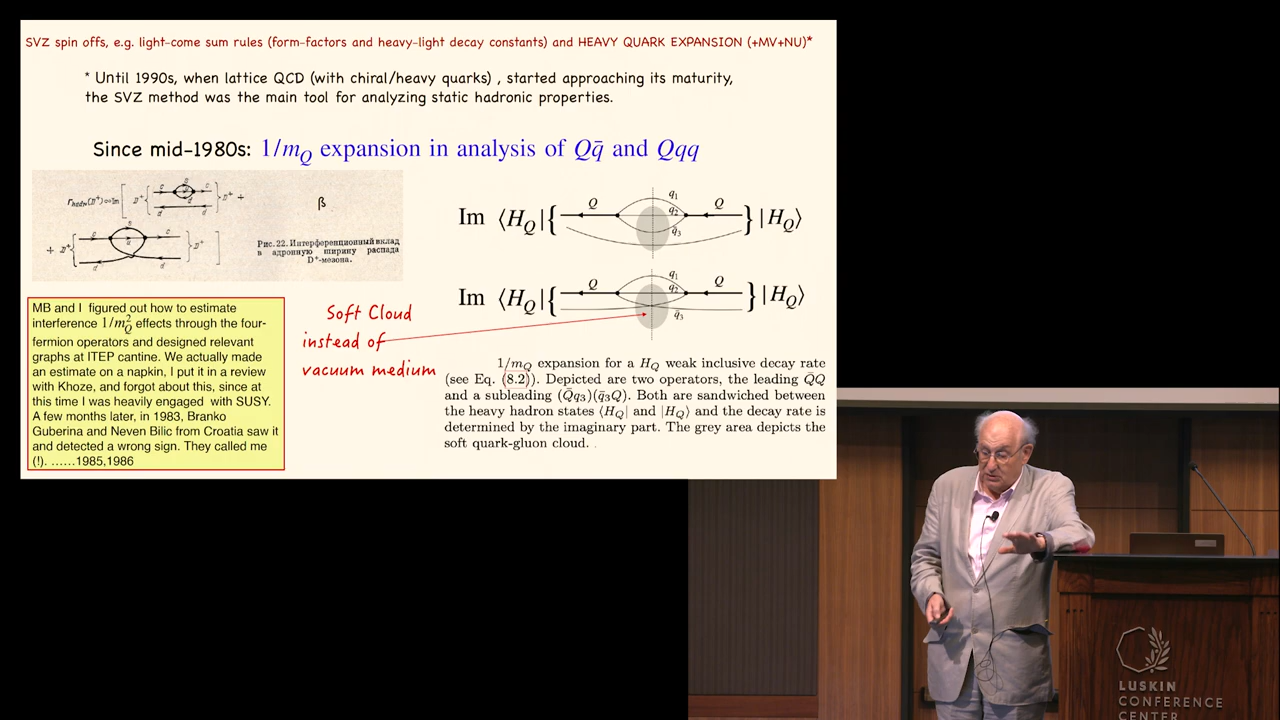 SVZ spin offs, e.g. light-come sum rules (form-factors and heavy-light decay constants) and HEAVY QUARK EXPANSION (+MV+NU)*
* Until 1990s, when lattice QCD (with chiral/heavy quarks) , started approaching its maturity,
the SVZ method was the main tool for analyzing static hadronic properties.
Since mid-1980s: 1/m_Q expansion in analysis of Qq̄ and Qqq
β
Рис. 22. Интерференционный вклад
в адронную ширину распада
D⁺-мезона.
Im ⟨H_Q|{ Q q₁ q₂ q̄₃ Q }|H_Q⟩
Im ⟨H_Q|{ Q q₁ q₂ q̄₃ Q }|H_Q⟩
MB and I figured out how to estimate
interference 1/m_Q² effects through the four-
fermion operators and designed relevant
graphs at ITEP cantine. We actually made
an estimate on a napkin, I put it in a review
with Khoze, and forgot about this, since at
this time I was heavily engaged with SUSY.
A few months later, in 1983, Branko
Guberina and Neven Bilic from Croatia saw it
and detected a wrong sign. They called me
(!). ......1985,1986
Soft Cloud
instead of
vacuum medium
1/m_Q expansion for a H_Q weak inclusive decay rate
(see Eq. (8.2)). Depicted are two operators, the leading Q̄Q
and a subleading (Q̄q₃)(q̄₃Q). Both are sandwiched between
the heavy hadron states ⟨H_Q| and |H_Q⟩ and the decay rate is
determined by the imaginary part. The grey area depicts the
soft quark-gluon cloud.
LUSKIN
CONFERENCE
CENTER